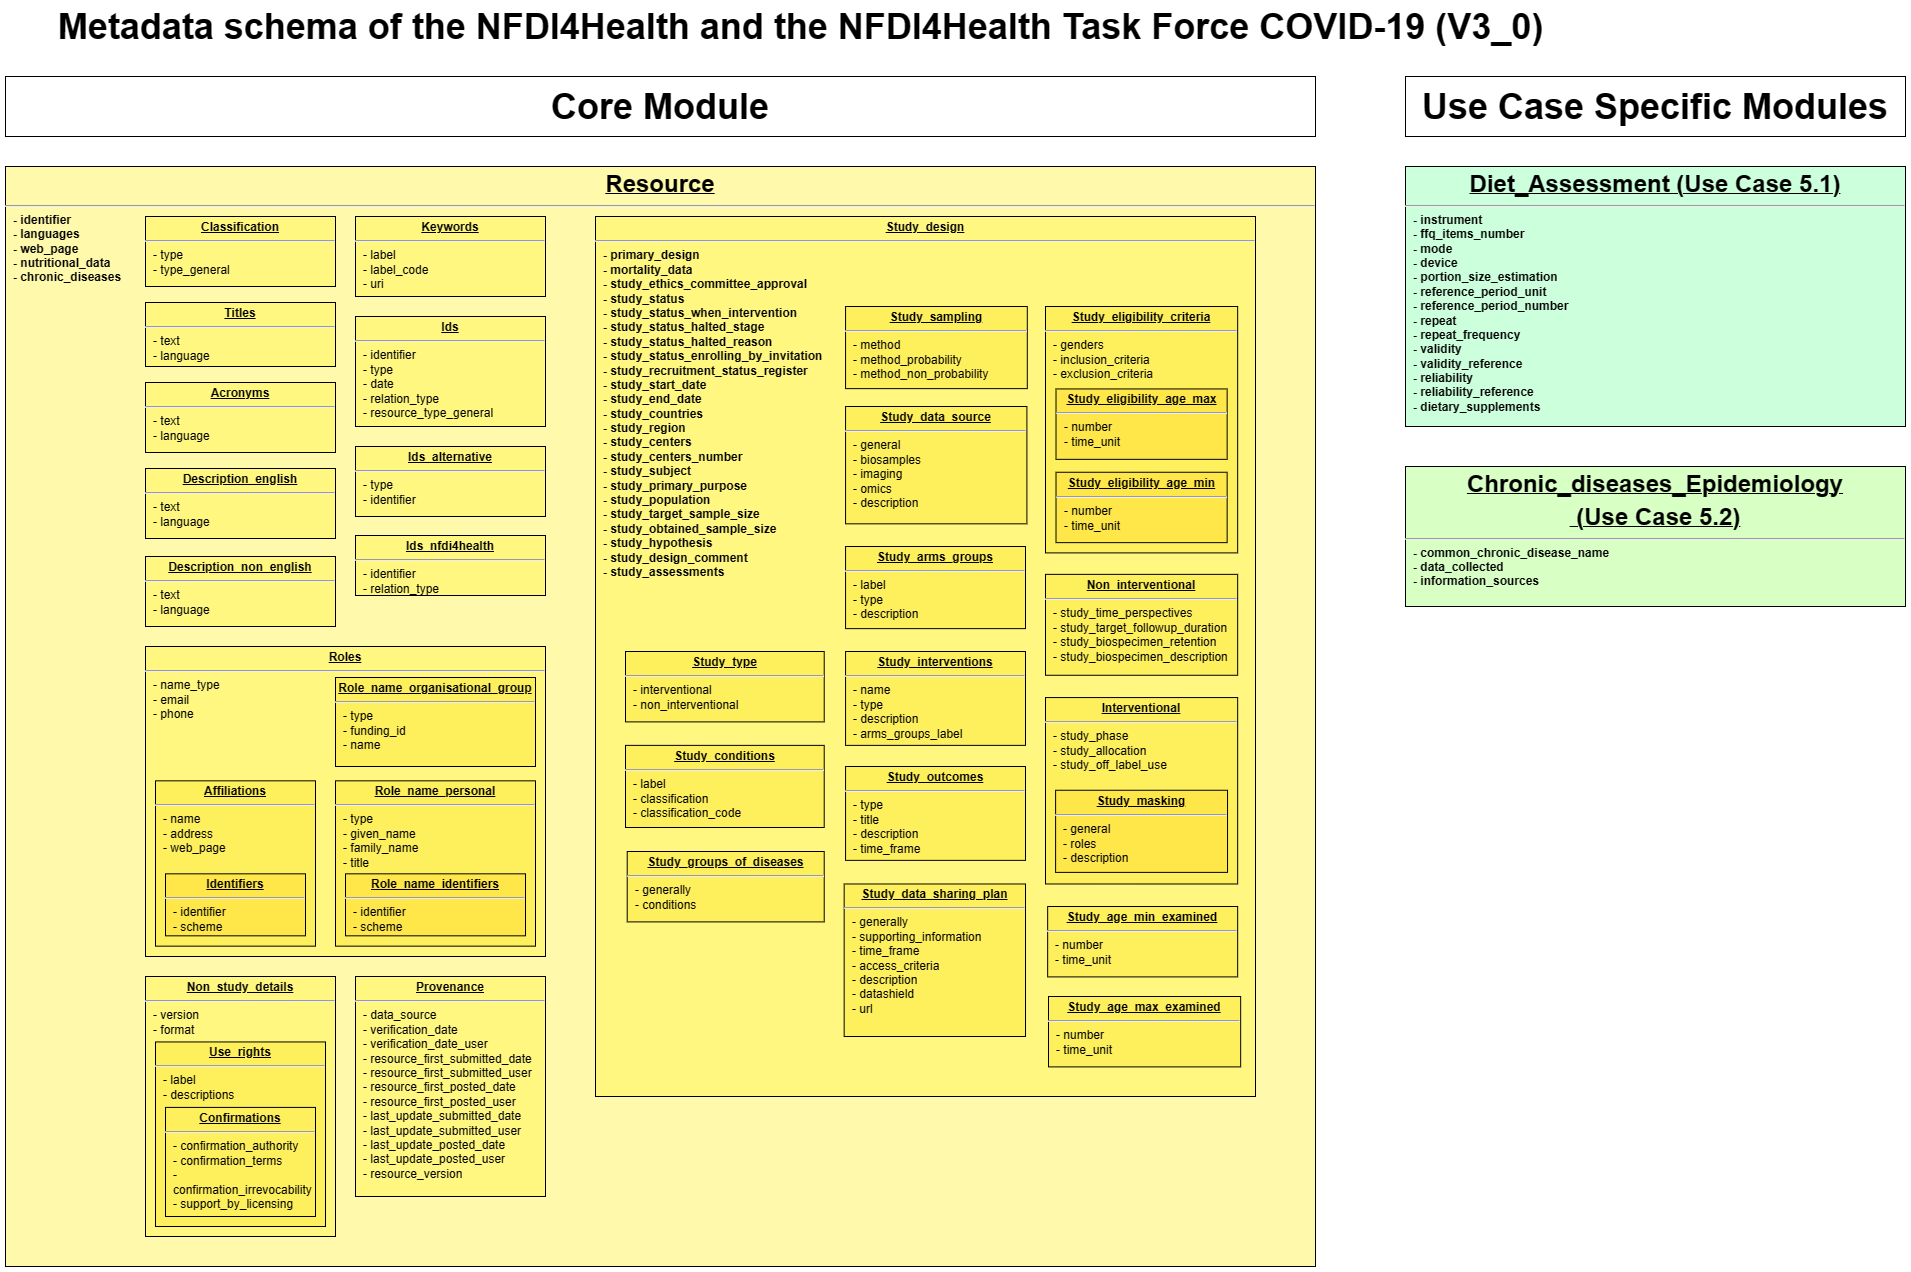 Metadata schema of the NFDI4Health and the NFDI4Health Task Force COVID-19 (V3_0)
Core Module
Resource
- identifier
- languages
- web_page
- nutritional_data
- chronic_diseases
Classification
- type
- type_general
Titles
- text
- language
Acronyms
- text
- language
Description_english
- text
- language
Description_non_english
- text
- language
Keywords
- label
- label_code
- uri
Ids
- identifier
- type
- date
- relation_type
- resource_type_general
Ids_alternative
- type
- identifier
Ids_nfdi4health
- identifier
- relation_type
Roles
- name_type
- email
- phone
Role_name_organisational_group
- type
- funding_id
- name
Affiliations
- name
- address
- web_page
Identifiers
- identifier
- scheme
Role_name_personal
- type
- given_name
- family_name
- title
Role_name_identifiers
- identifier
- scheme
Non_study_details
- version
- format
Use_rights
- label
- descriptions
Confirmations
- confirmation_authority
- confirmation_terms
-
confirmation_irrevocability
- support_by_licensing
Provenance
- data_source
- verification_date
- verification_date_user
- resource_first_submitted_date
- resource_first_submitted_user
- resource_first_posted_date
- resource_first_posted_user
- last_update_submitted_date
- last_update_submitted_user
- last_update_posted_date
- last_update_posted_user
- resource_version
Study_design
- primary_design
- mortality_data
- study_ethics_committee_approval
- study_status
- study_status_when_intervention
- study_status_halted_stage
- study_status_halted_reason
- study_status_enrolling_by_invitation
- study_recruitment_status_register
- study_start_date
- study_end_date
- study_countries
- study_region
- study_centers
- study_centers_number
- study_subject
- study_primary_purpose
- study_population
- study_target_sample_size
- study_obtained_sample_size
- study_hypothesis
- study_design_comment
- study_assessments
Study_type
- interventional
- non_interventional
Study_conditions
- label
- classification
- classification_code
Study_groups_of_diseases
- generally
- conditions
Study_sampling
- method
- method_probability
- method_non_probability
Study_data_source
- general
- biosamples
- imaging
- omics
- description
Study_arms_groups
- label
- type
- description
Study_interventions
- name
- type
- description
- arms_groups_label
Study_outcomes
- type
- title
- description
- time_frame
Study_data_sharing_plan
- generally
- supporting_information
- time_frame
- access_criteria
- description
- datashield
- url
Study_eligibility_criteria
- genders
- inclusion_criteria
- exclusion_criteria
Study_eligibility_age_max
- number
- time_unit
Study_eligibility_age_min
- number
- time_unit
Non_interventional
- study_time_perspectives
- study_target_followup_duration
- study_biospecimen_retention
- study_biospecimen_description
Interventional
- study_phase
- study_allocation
- study_off_label_use
Study_masking
- general
- roles
- description
Study_age_min_examined
- number
- time_unit
Study_age_max_examined
- number
- time_unit
Use Case Specific Modules
Diet_Assessment (Use Case 5.1)
- instrument
- ffq_items_number
- mode
- device
- portion_size_estimation
- reference_period_unit
- reference_period_number
- repeat
- repeat_frequency
- validity
- validity_reference
- reliability
- reliability_reference
- dietary_supplements
Chronic_diseases_Epidemiology
(Use Case 5.2)
- common_chronic_disease_name
- data_collected
- information_sources